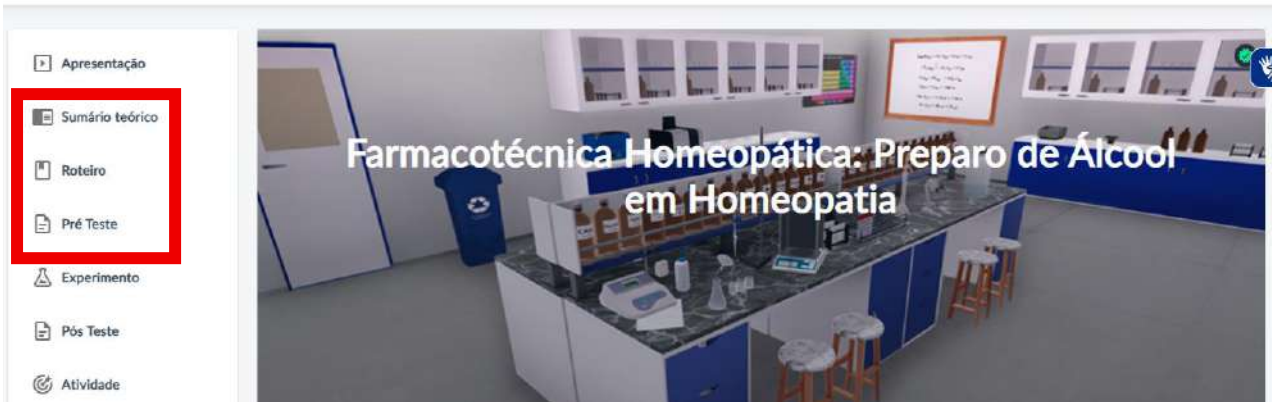 Apresentação
Sumário teórico
Roteiro
Pré Teste
Experimento
Pós Teste
Atividade
Farmacotécnica Homeopática: Preparo de Álcool
em Homeopatia